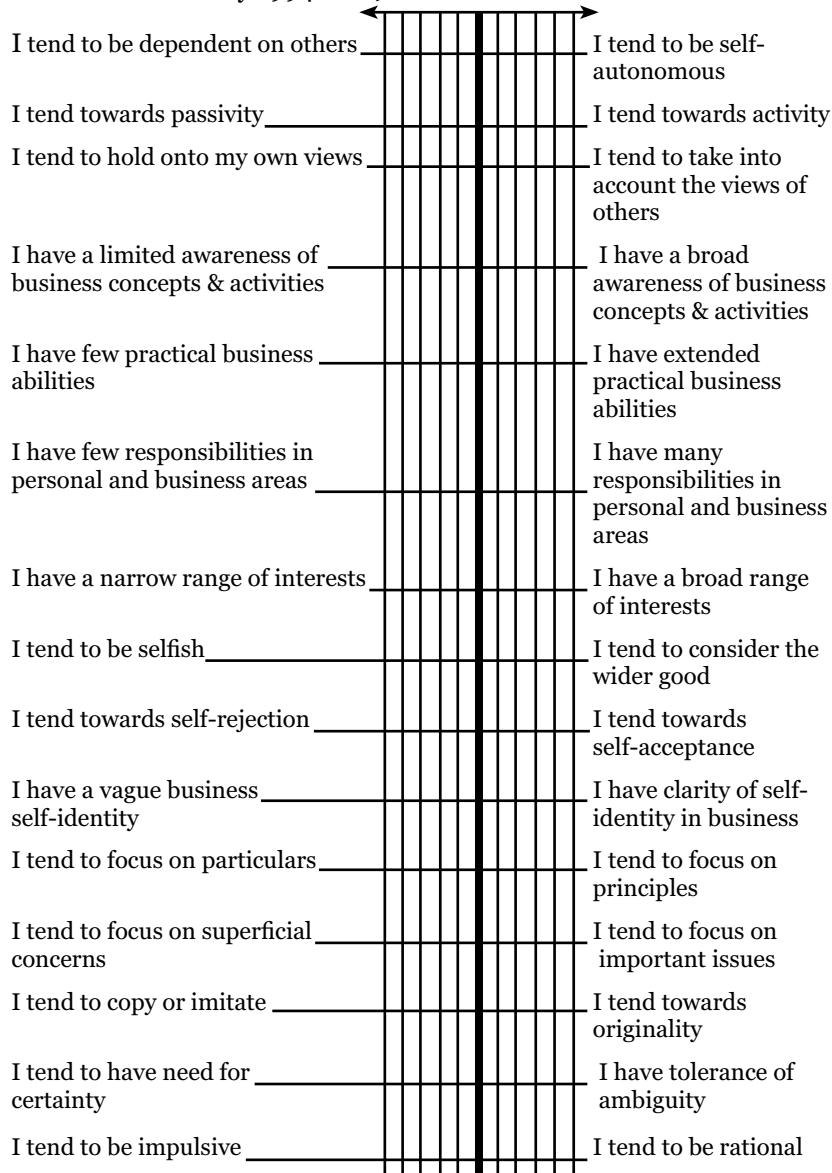 I tend to be dependent on others
I tend to be self-
autonomous
I tend towards passivity
I tend towards activity
I tend to hold onto my own views
I tend to take into
account the views of
others
I have a limited awareness of
business concepts & activities
I have a broad
awareness of business
concepts & activities
I have few practical business
abilities
I have extended
practical business
abilities
I have few responsibilities in
personal and business areas
I have many
responsibilities in
personal and business
areas
I have a narrow range of interests
I have a broad range
of interests
I tend to be selfish
I tend to consider the
wider good
I tend towards self-rejection
I tend towards
self-acceptance
I have a vague business
self-identity
I have clarity of self-
identity in business
I tend to focus on particulars
I tend to focus on
principles
I tend to focus on superficial
concerns
I tend to focus on
important issues
I tend to copy or imitate
I tend towards
originality
I tend to have need for
certainty
I have tolerance of
ambiguity
I tend to be impulsive
I tend to be rational